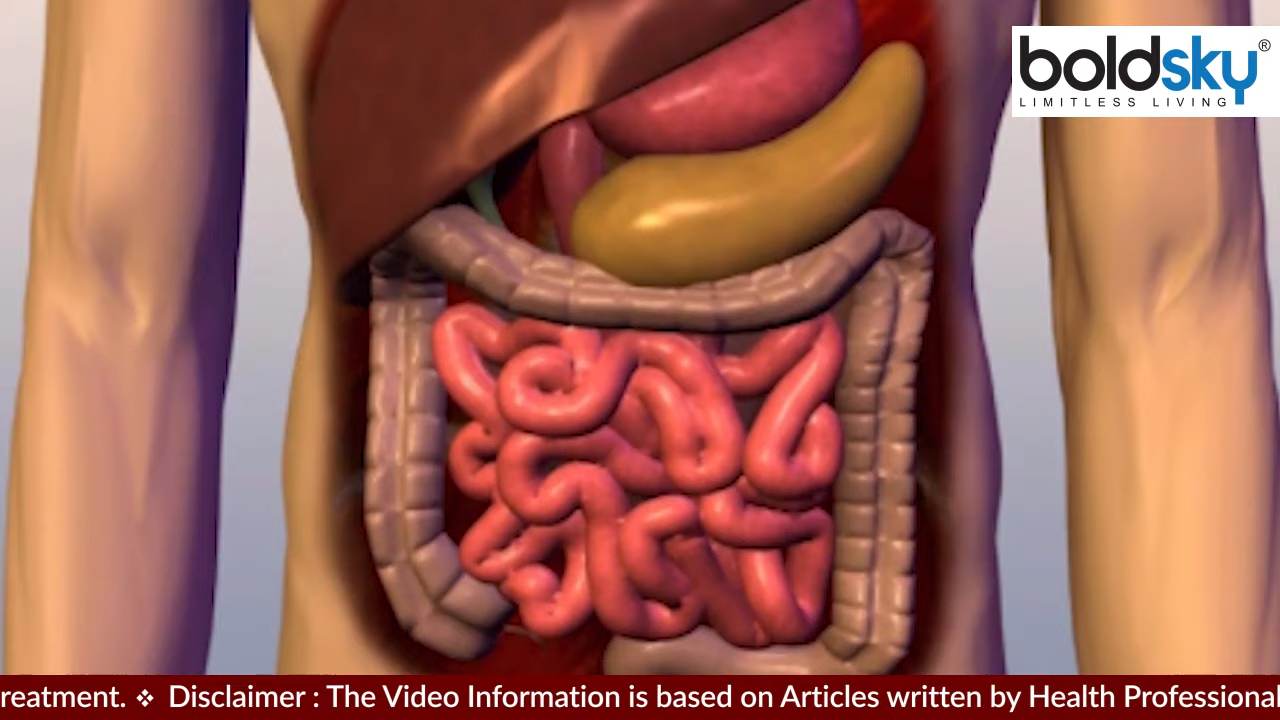 boldsky®
LIMITLESS LIVING
reatment. ❖ Disclaimer : The Video Information is based on Articles written by Health Professional